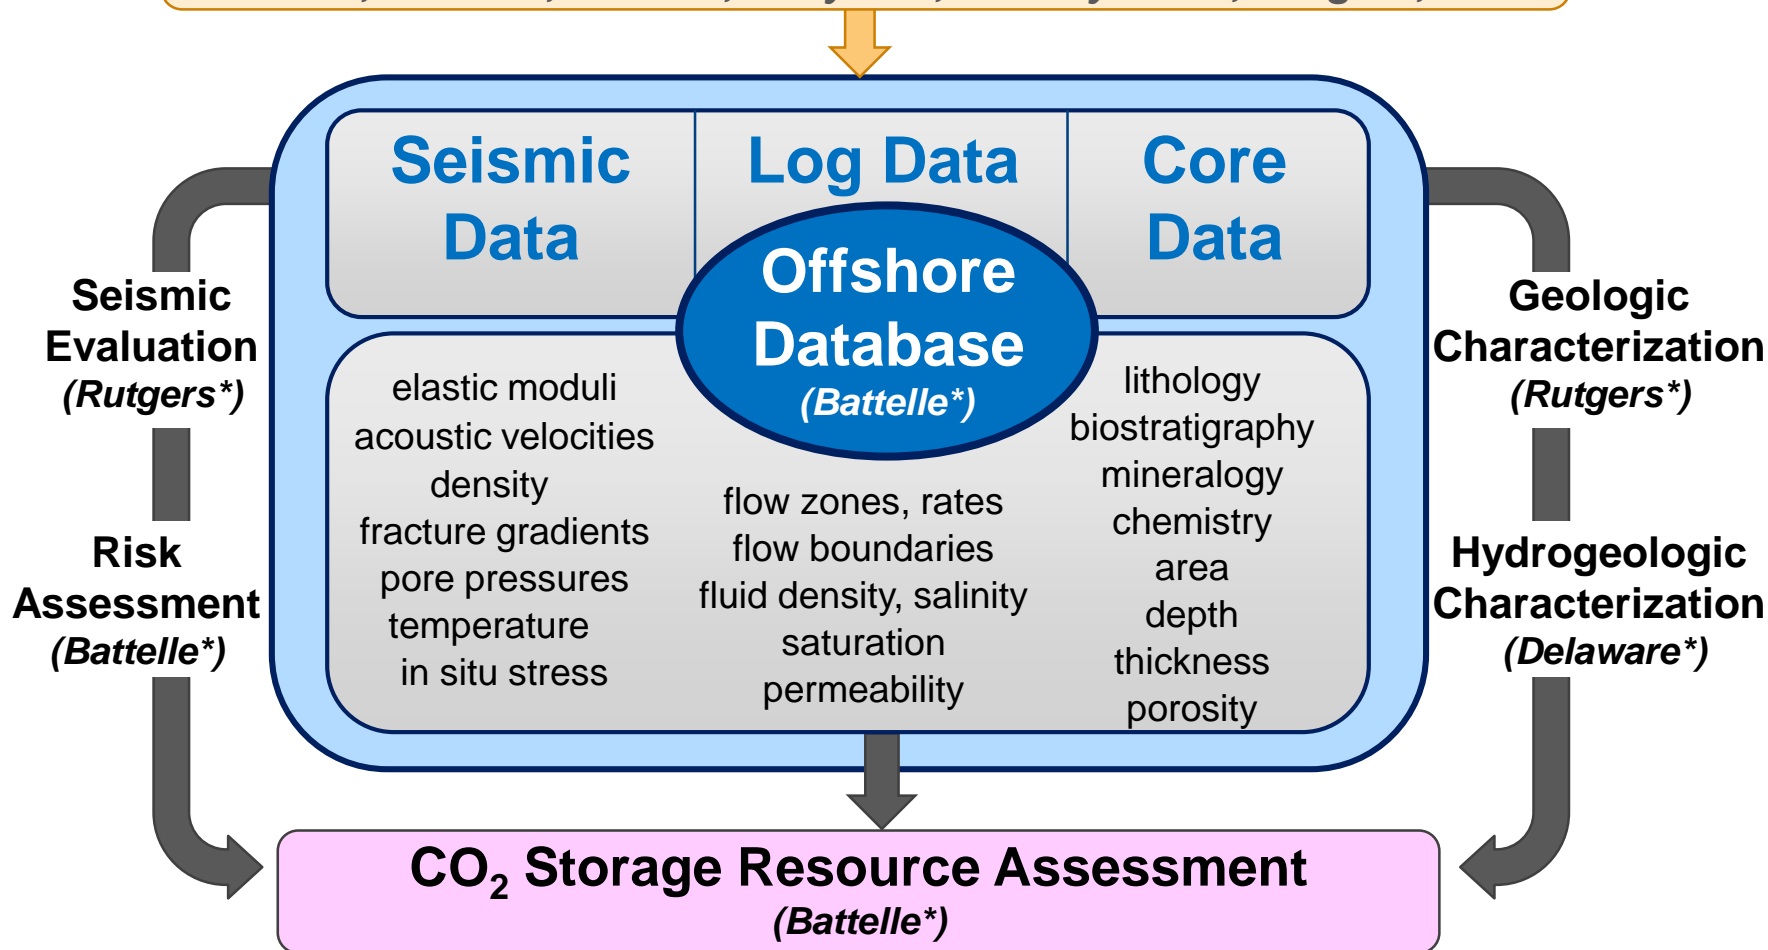 Seismic
Data
Log Data
Core
Data
Offshore
Database
(Battelle*)
Seismic
Evaluation
(Rutgers*)
Risk
Assessment
(Battelle*)
elastic moduli
acoustic velocities
density
fracture gradients
pore pressures
temperature
in situ stress
flow zones, rates
flow boundaries
fluid density, salinity
saturation
permeability
lithology
biostratigraphy
mineralogy
chemistry
area
depth
thickness
porosity
Geologic
Characterization
(Rutgers*)
Hydrogeologic
Characterization
(Delaware*)
CO₂ Storage Resource Assessment
(Battelle*)